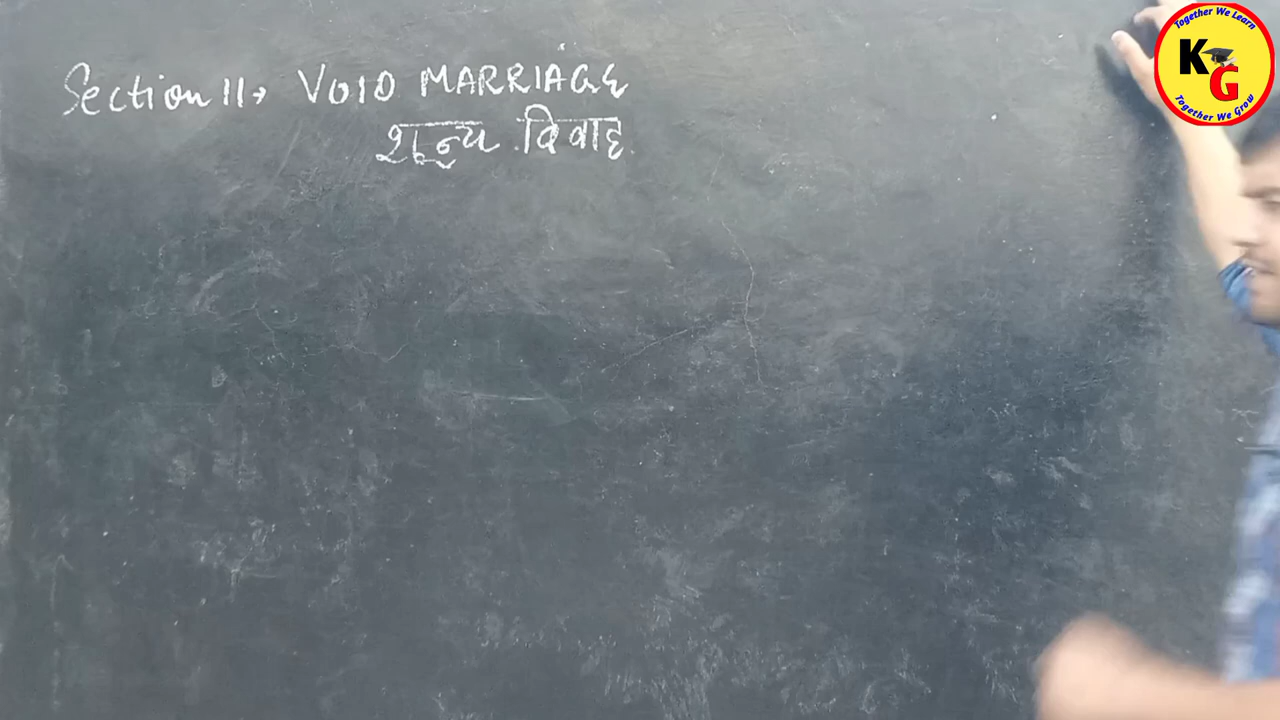 Section 11→ VOID MARRIAGE
शून्य विवाह
Together We Learn
KG
Together We Grow